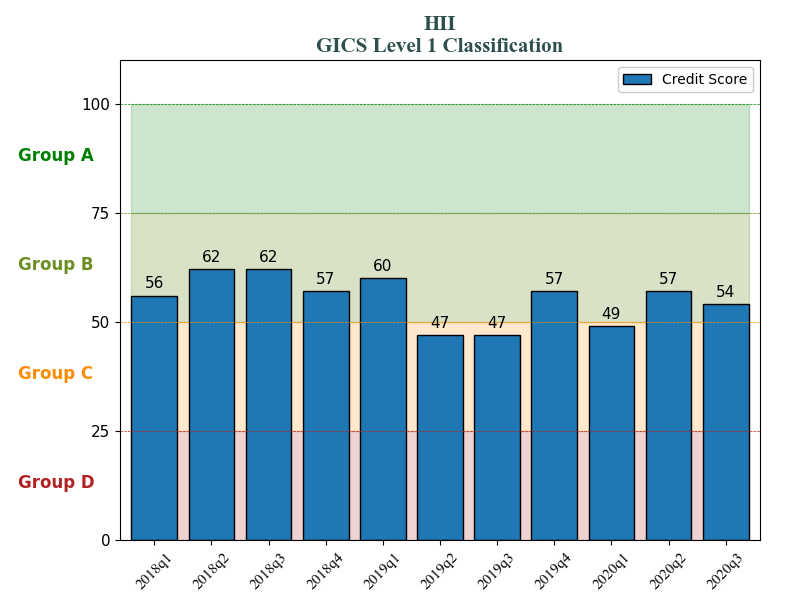 HII
GICS Level 1 Classification
Credit Score
100
Group A
75
Group B
62
62
60
57
57
57
56
54
50
49
47
47
Group C
25
Group D
0
2018q1
2018q2
2018q3
2018q4
2019q1
2019q2
2019q3
2019q4
2020q1
2020q2
2020q3